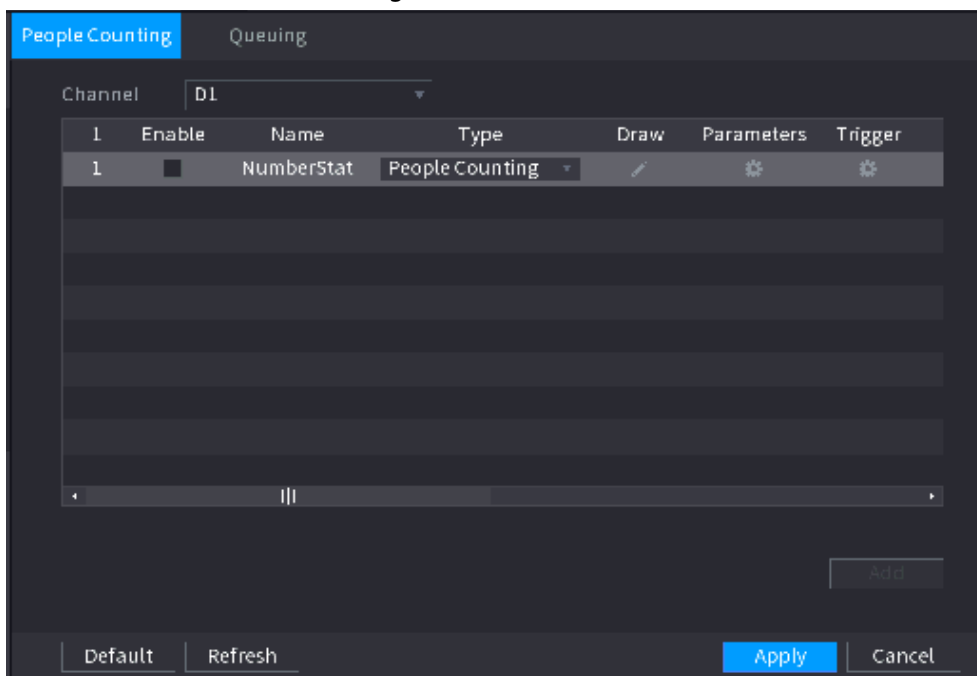 People Counting Queuing
Channel D1
1 Enable Name Type Draw Parameters Trigger
1 NumberStat People Counting
Add
Default Refresh Apply Cancel